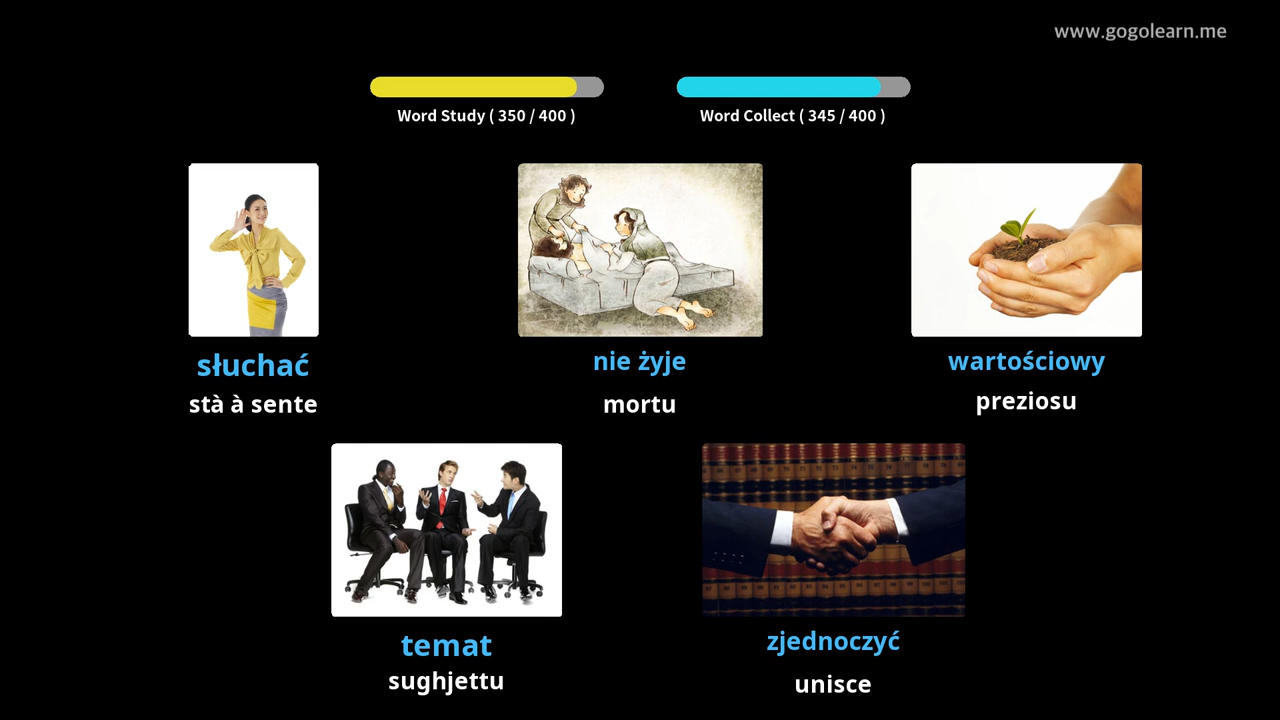 www.gogolearn.me
Word Study ( 350 / 400 )
Word Collect ( 345 / 400 )
słuchać
stà à sente
nie żyje
mortu
wartościowy
preziosu
temat
sughjettu
zjednoczyć
unisce